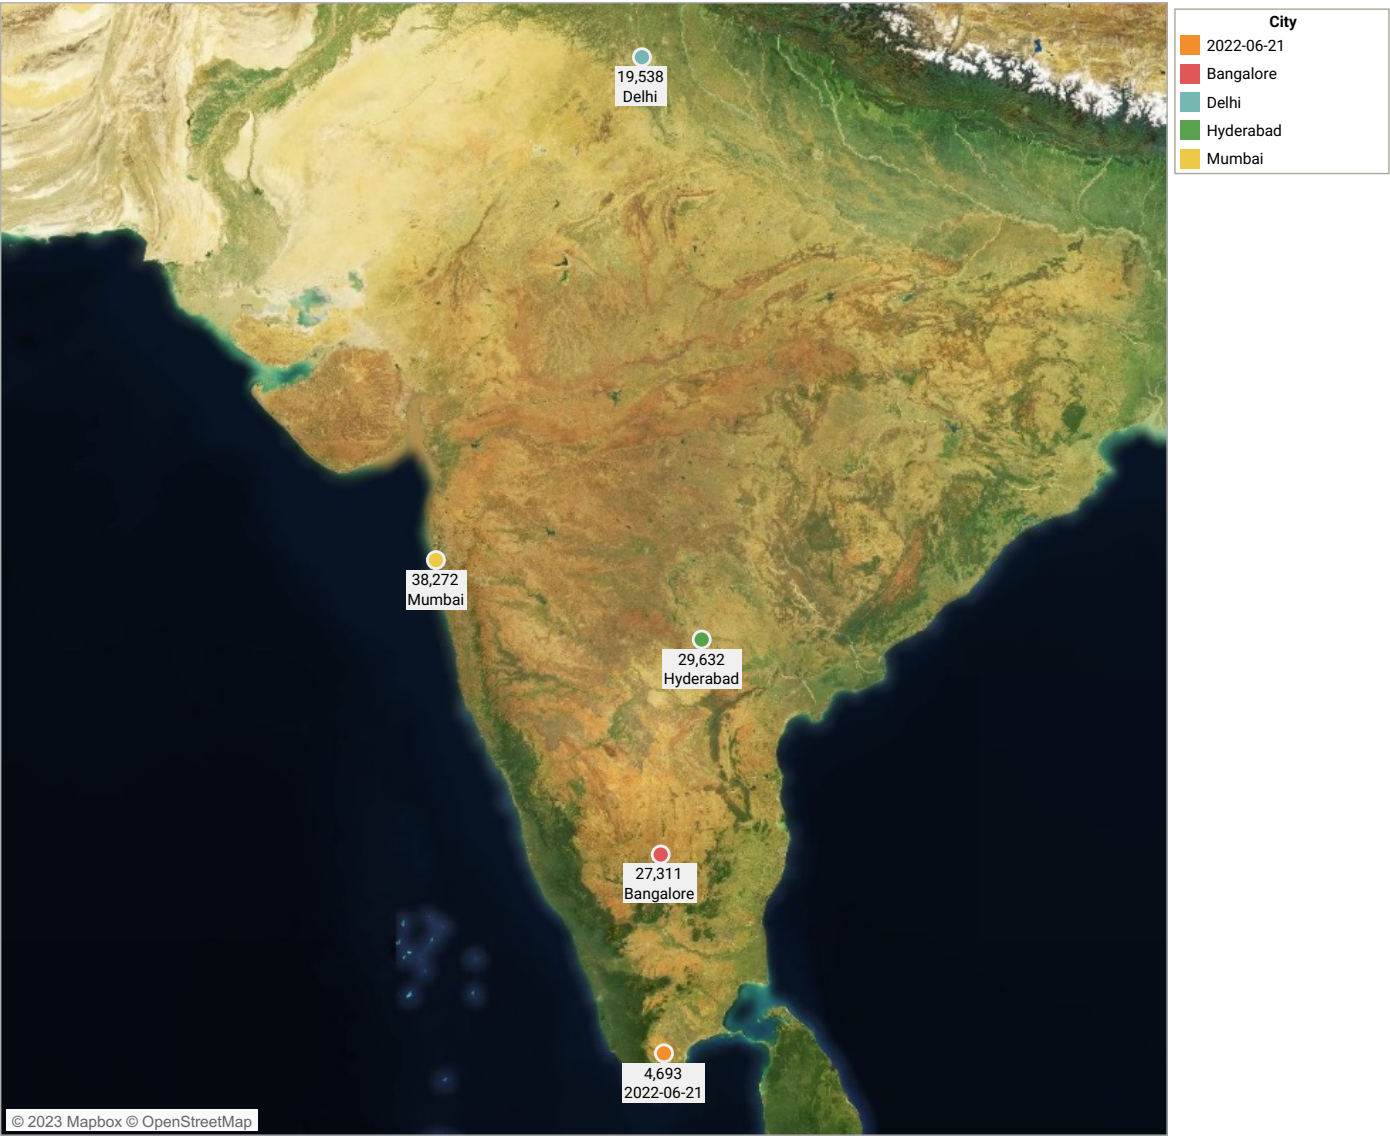 19,538
Delhi
38,272
Mumbai
29,632
Hyderabad
27,311
Bangalore
4,693
2022-06-21
© 2023 Mapbox © OpenStreetMap
City
2022-06-21
Bangalore
Delhi
Hyderabad
Mumbai